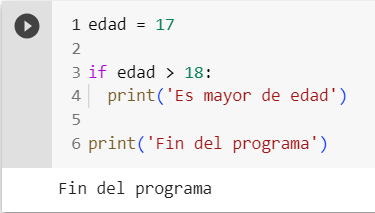 1 edad = 17
2
3 if edad > 18:
4   print('Es mayor de edad')
5
6 print('Fin del programa')
Fin del programa